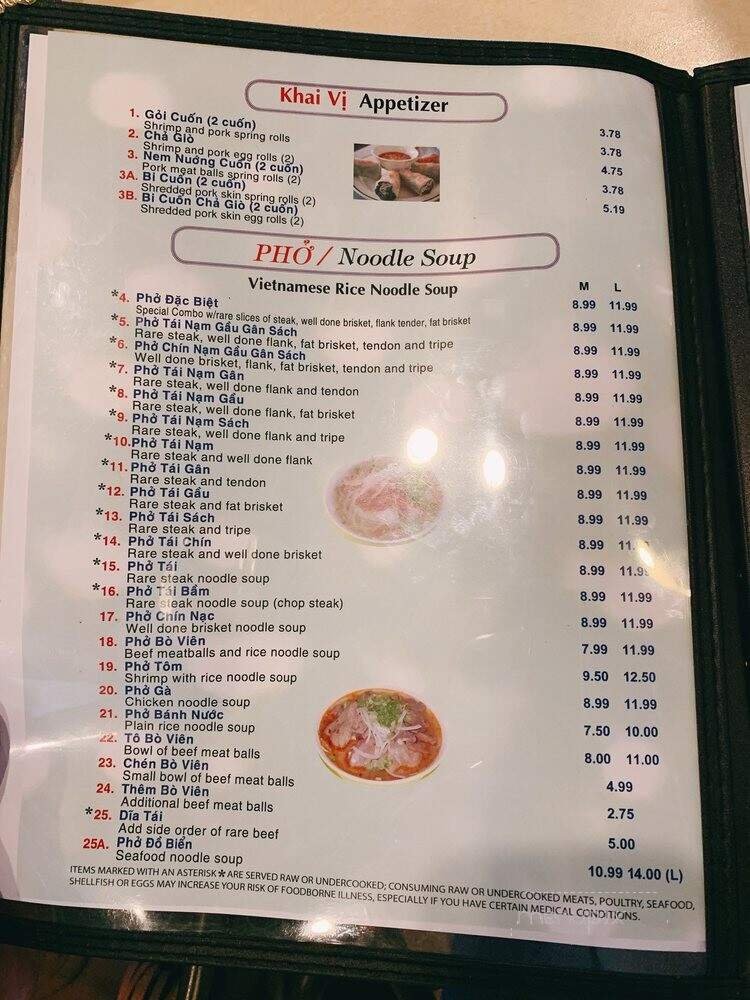 Khai Vị Appetizer
1. Gỏi Cuốn (2 cuốn) 3.78
Shrimp and pork spring rolls
2. Chả Giò 3.78
Shrimp and pork egg rolls (2)
3. Nem Nướng Cuốn (2 cuốn) 4.75
Pork meat balls spring rolls (2)
3A. Bì Cuốn (2 cuốn) 3.78
Shredded pork skin spring rolls (2)
3B. Bì Cuốn Chả Giò (2 cuốn) 5.19
Shredded pork skin egg rolls (2)
PHỞ / Noodle Soup
Vietnamese Rice Noodle Soup M L
*4. Phở Đặc Biệt 8.99 11.99
Special Combo w/rare slices of steak, well done brisket, flank tender, fat brisket
*5. Phở Tái Nạm Gầu Gân Sách 8.99 11.99
Rare steak, well done flank, fat brisket, tendon and tripe
*6. Phở Chín Nạm Gầu Gân Sách 8.99 11.99
Well done brisket, flank, fat brisket, tendon and tripe
*7. Phở Tái Nạm Gân 8.99 11.99
Rare steak, well done flank and tendon
*8. Phở Tái Nạm Gầu 8.99 11.99
Rare steak, well done flank, fat brisket
*9. Phở Tái Nạm Sách 8.99 11.99
Rare steak, well done flank and tripe
*10. Phở Tái Nạm 8.99 11.99
Rare steak and well done flank
*11. Phở Tái Gân 8.99 11.99
Rare steak and tendon
*12. Phở Tái Gầu 8.99 11.99
Rare steak and fat brisket
*13. Phở Tái Sách 8.99 11.99
Rare steak and tripe
*14. Phở Tái Chín 8.99
Rare steak and well done brisket
*15. Phở Tái 8.99 11.99
Rare steak noodle soup
*16. Phở Tái Bầm 8.99 11.99
Rare steak noodle soup (chop steak)
17. Phở Chín Nạc 8.99 11.99
Well done brisket noodle soup
18. Phở Bò Viên 7.99 11.99
Beef meatballs and rice noodle soup
19. Phở Tôm 9.50 12.50
Shrimp with rice noodle soup
20. Phở Gà 8.99 11.99
Chicken noodle soup
21. Phở Bánh Nước 7.50 10.00
Plain rice noodle soup
22. Tô Bò Viên 8.00 11.00
Bowl of beef meat balls
23. Chén Bò Viên 4.99
Small bowl of beef meat balls
24. Thêm Bò Viên 2.75
Additional beef meat balls
*25. Dĩa Tái 5.00
Add side order of rare beef
25A. Phở Đồ Biển 10.99 14.00 (L)
Seafood noodle soup
ITEMS MARKED WITH AN ASTERISK * ARE SERVED RAW OR UNDERCOOKED; CONSUMING RAW OR UNDERCOOKED MEATS, POULTRY, SEAFOOD,
SHELLFISH OR EGGS MAY INCREASE YOUR RISK OF FOODBORNE ILLNESS, ESPECIALLY IF YOU HAVE CERTAIN MEDICAL CONDITIONS.